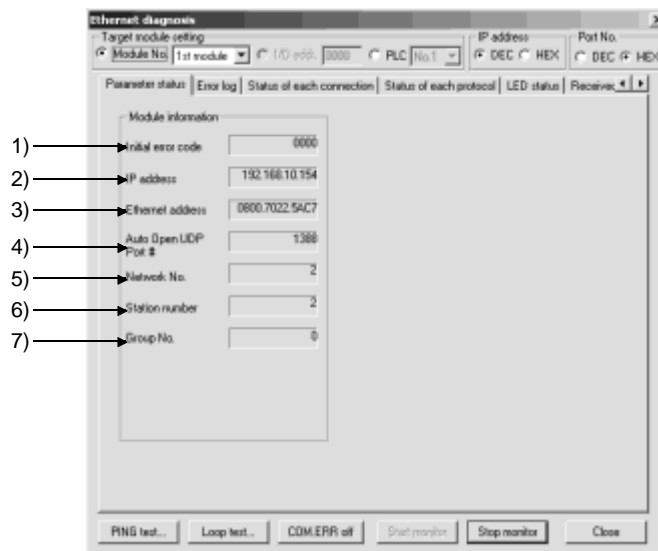 Ethernet diagnosis
Target module setting
Module No. 1st module I/O addr. 0000 PLC No.1
IP address
DEC HEX
Port No.
DEC HEX
Parameter status Error log Status of each connection Status of each protocol LED status Receivec
Module information
1) Initial error code 0000
2) IP address 192.168.10.154
3) Ethernet address 0800.7022.5AC7
4) Auto Open UDP Port # 1388
5) Network No. 2
6) Station number 2
7) Group No. 0
PING test... Loop test... COM.ERR off Start monitor Stop monitor Close